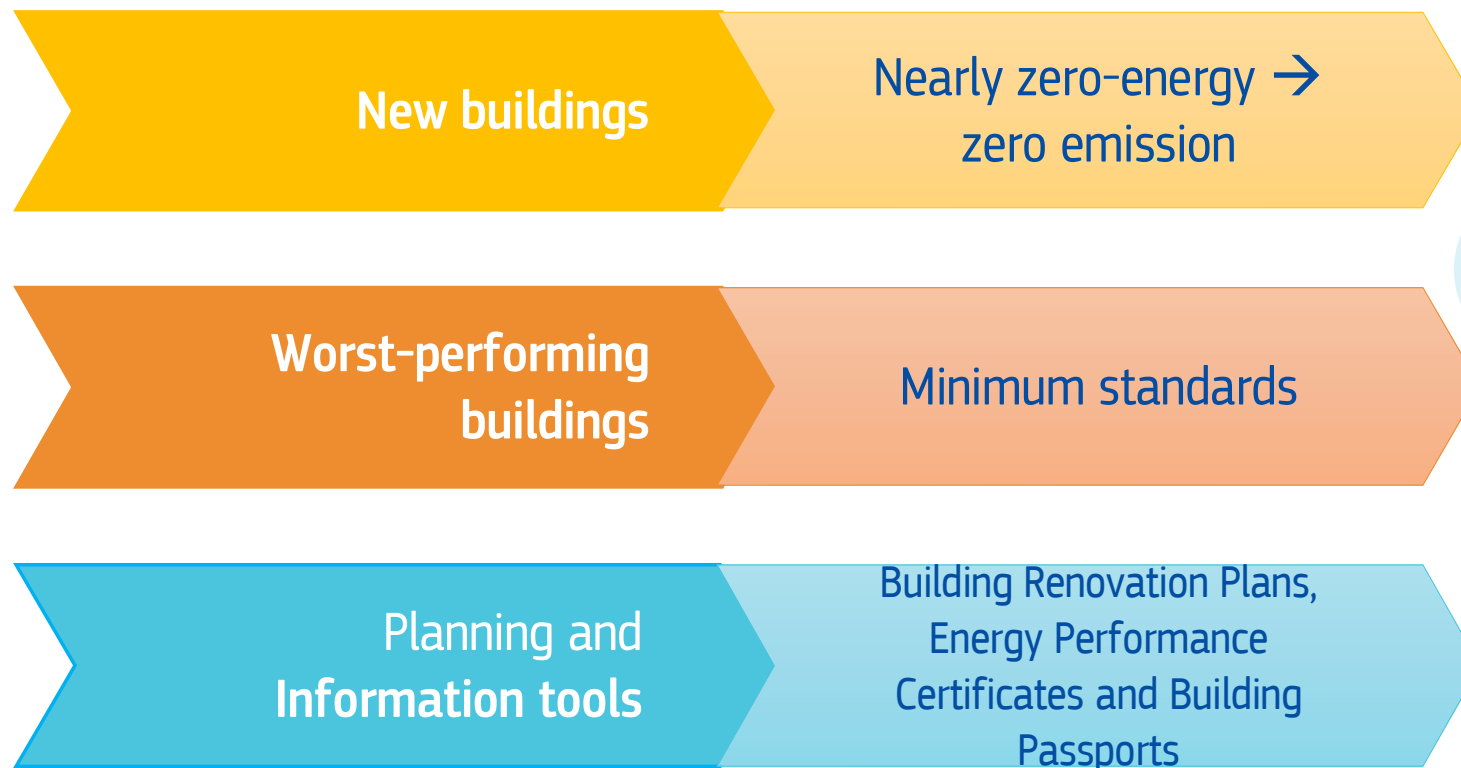 New buildings
Nearly zero-energy →
zero emission
Worst-performing
buildings
Minimum standards
Planning and
Information tools
Building Renovation Plans,
Energy Performance
Certificates and Building
Passports